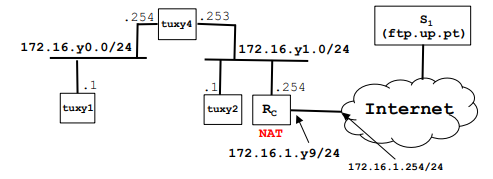 .254 tuxy4 .253
S1
(ftp.up.pt)
172.16.y0.0/24
172.16.y1.0/24
.1
tuxy1
.1
tuxy2
.254
RC
NAT
Internet
172.16.1.y9/24
172.16.1.254/24